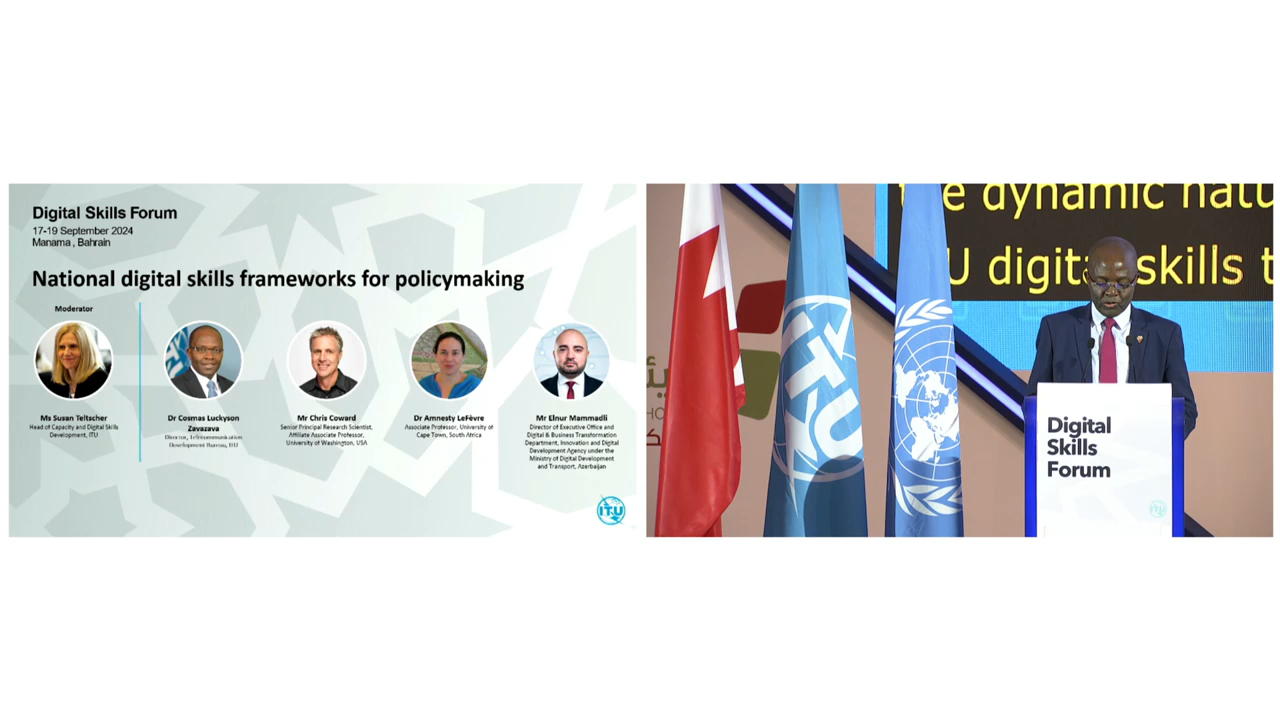 Digital Skills Forum
17-19 September 2024
Manama , Bahrain
National digital skills frameworks for policymaking
Moderator
Ms Susan Teltscher
Head of Capacity and Digital Skills
Development, ITU
Dr Cosmas Luckyson
Zavazava
Director, Telecommunication
Development Bureau, ITU
Mr Chris Coward
Senior Principal Research Scientist,
Affiliate Associate Professor,
University of Washington, USA
Dr Amnesty LeFèvre
Associate Professor, University of
Cape Town, South Africa
Mr Elnur Mammadli
Director of Executive Office and
Digital & Business Transformation
Department, Innovation and Digital
Development Agency under the
Ministry of Digital Development
and Transport, Azerbaijan
ITU
the dynamic natu
U digital skills t
ITU
Digital
Skills
Forum